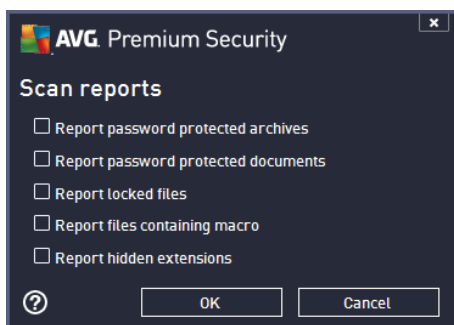 AVG. Premium Security
Scan reports
Report password protected archives
Report password protected documents
Report locked files
Report files containing macro
Report hidden extensions
? OK Cancel